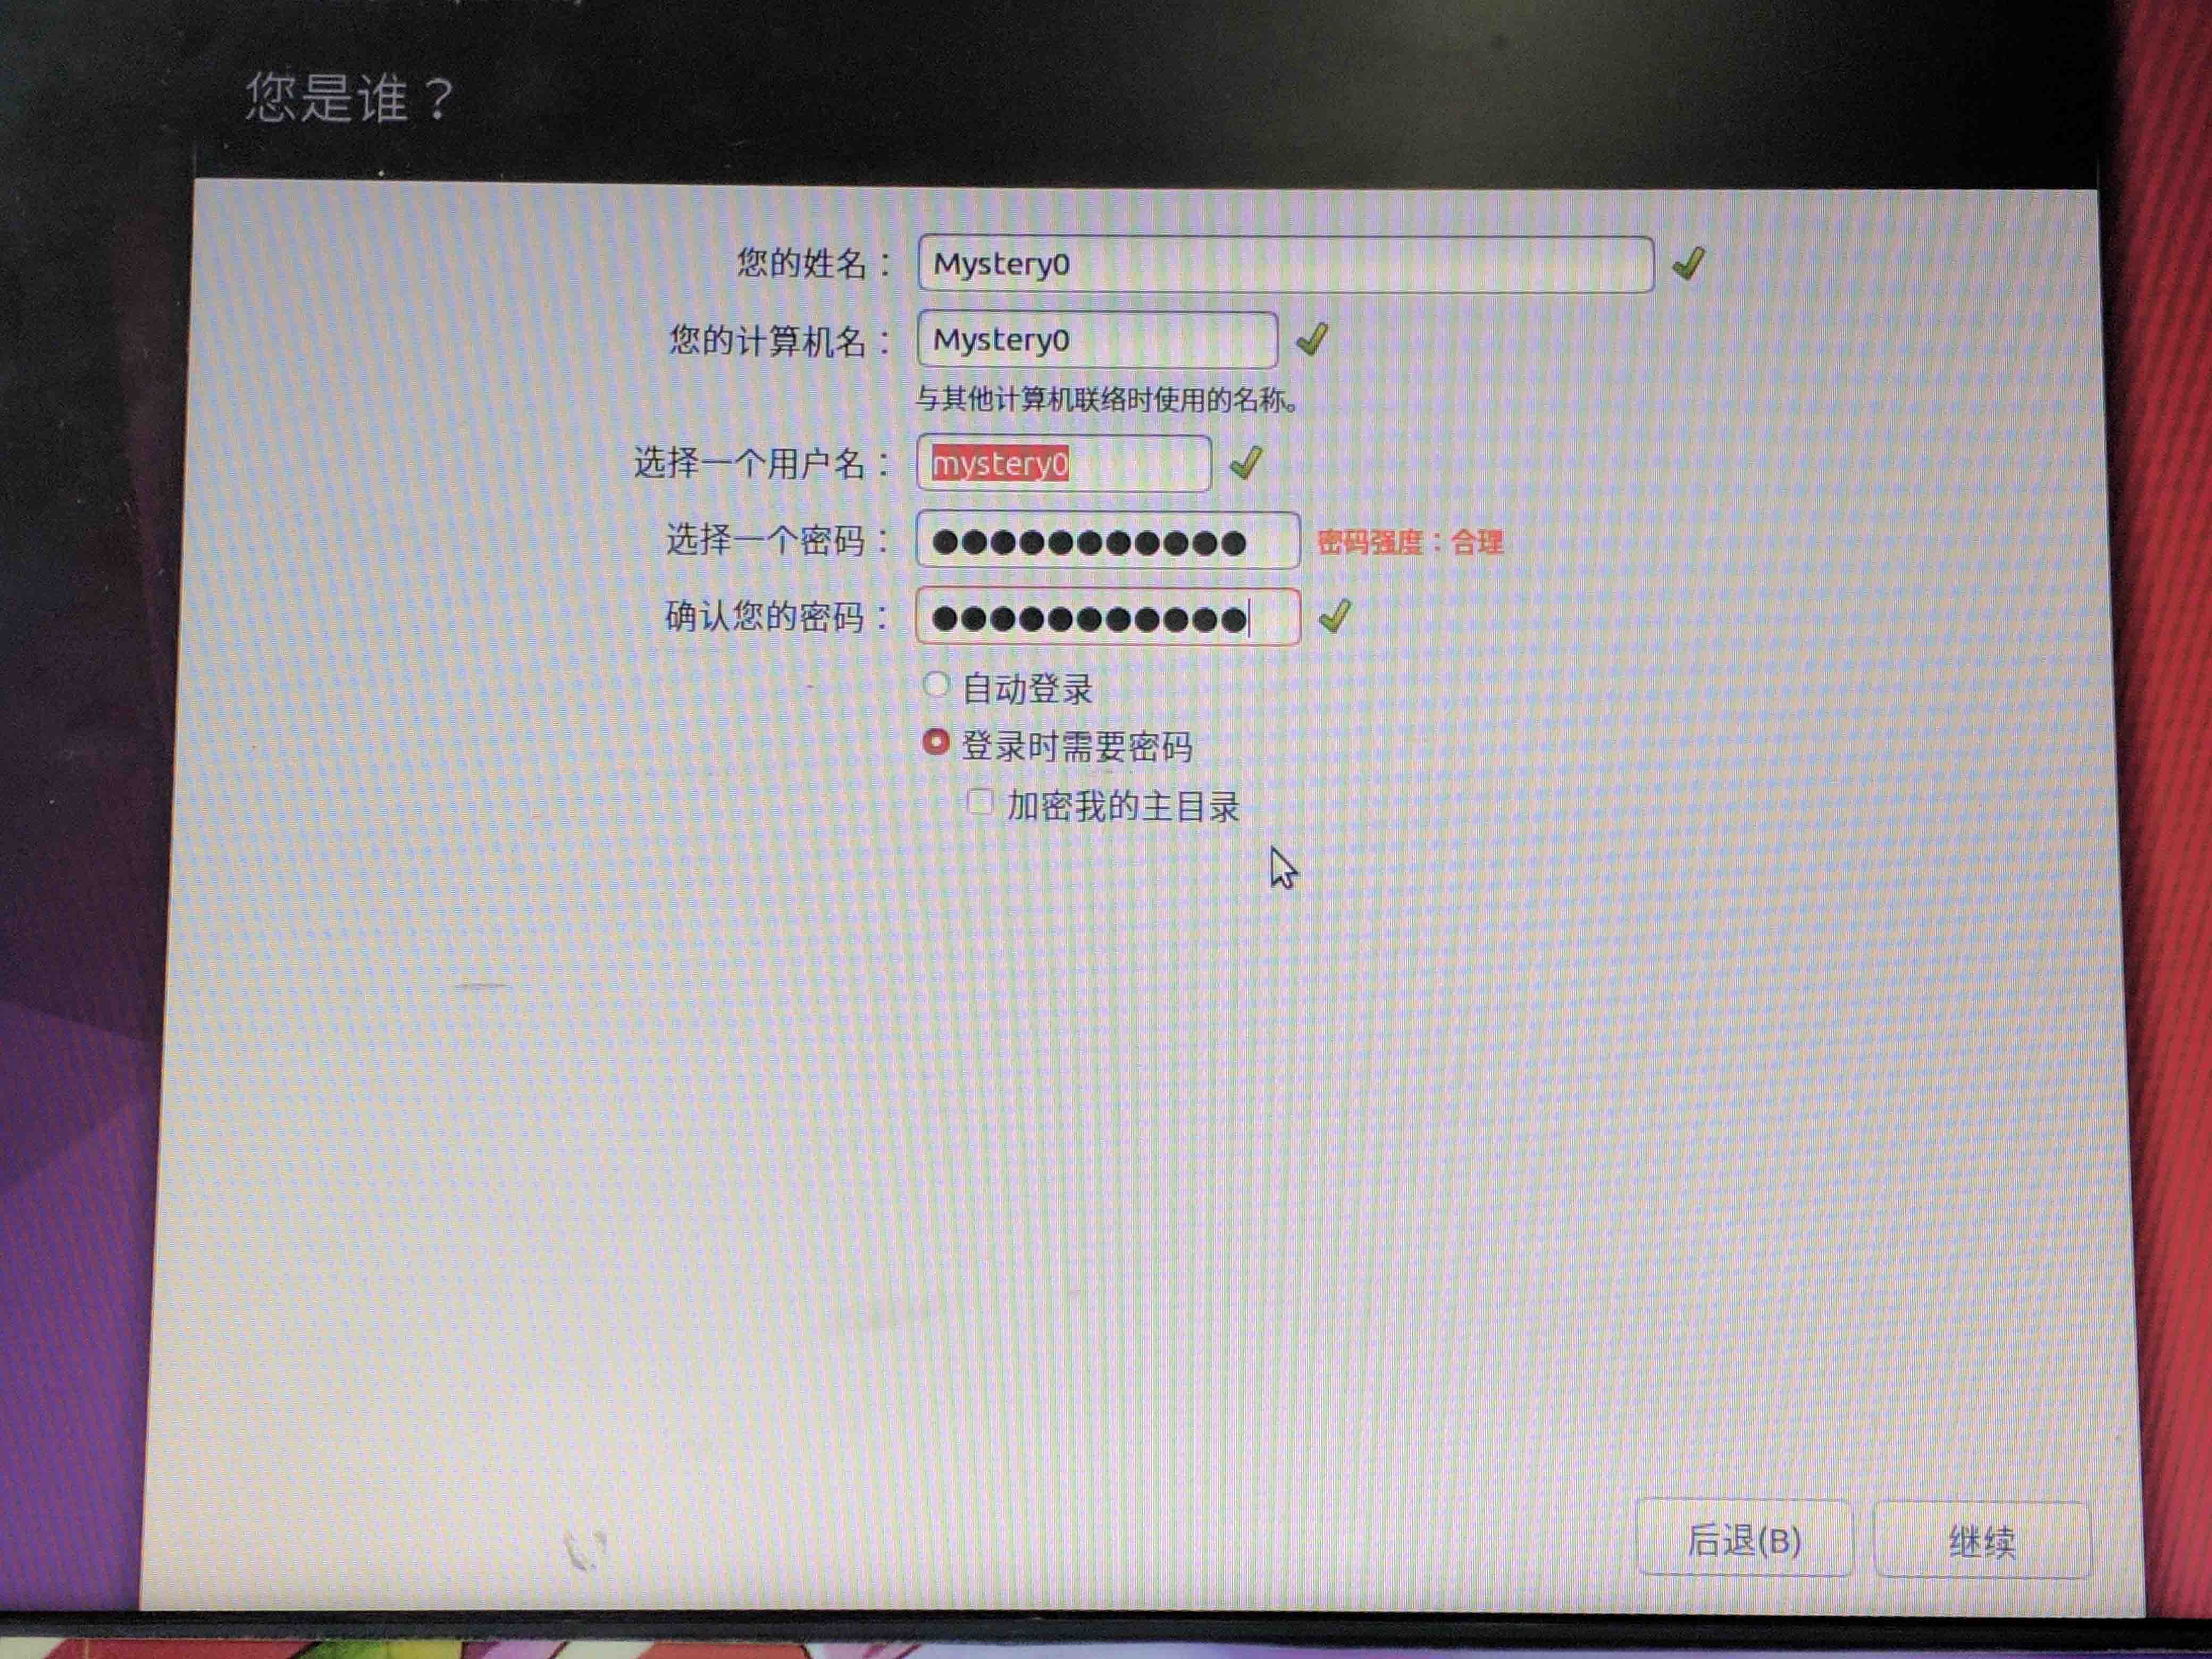 您是谁？
您的姓名： Mystery0
您的计算机名： Mystery0
与其他计算机联络时使用的名称。
选择一个用户名： mystery0
选择一个密码： ●●●●●●●●●●● 密码强度：合理
确认您的密码： ●●●●●●●●●●●
自动登录
登录时需要密码
加密我的主目录
后退(B) 继续